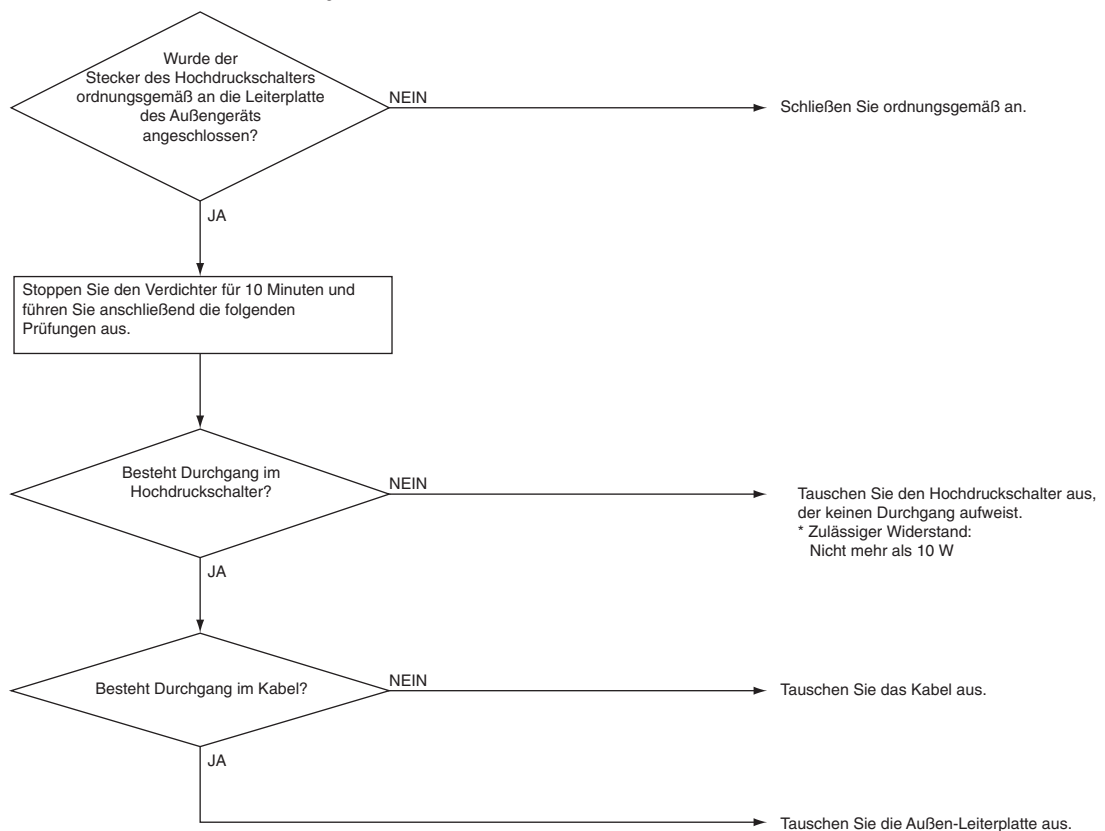 Wurde der
Stecker des Hochdruckschalters
ordnungsgemäß an die Leiterplatte
des Außengeräts
angeschlossen?
NEIN
Schließen Sie ordnungsgemäß an.
JA
Stoppen Sie den Verdichter für 10 Minuten und
führen Sie anschließend die folgenden
Prüfungen aus.
Besteht Durchgang im
Hochdruckschalter?
NEIN
Tauschen Sie den Hochdruckschalter aus,
der keinen Durchgang aufweist.
* Zulässiger Widerstand:
Nicht mehr als 10 W
JA
Besteht Durchgang im Kabel?
NEIN
Tauschen Sie das Kabel aus.
JA
Tauschen Sie die Außen-Leiterplatte aus.